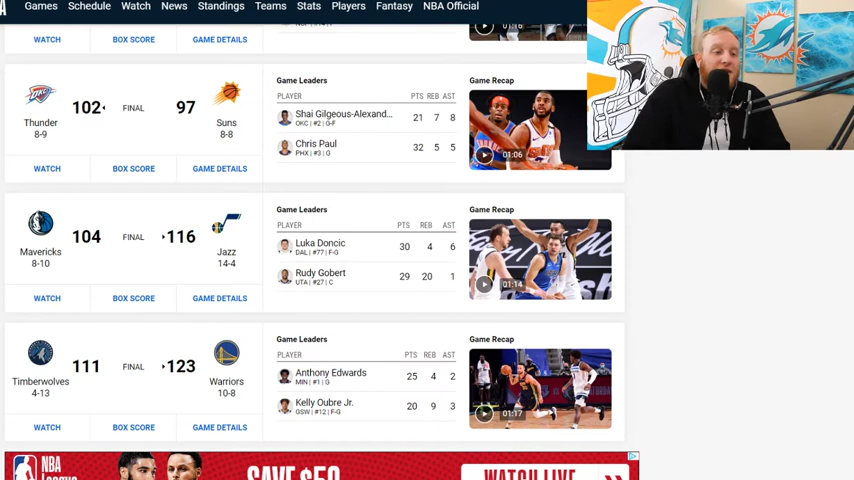 Games Schedule Watch News Standings Teams Stats Players Fantasy NBA Official
WATCH BOX SCORE GAME DETAILS
01:16
Game Leaders Game Recap
PLAYER PTS REB AST
Thunder
8-9
102 FINAL 97
Suns
8-8
Shai Gilgeous-Alexand... 21 7 8
OKC | #2 | G-F
Chris Paul 32 5 5
PHX | #3 | G
01:06
WATCH BOX SCORE GAME DETAILS
Game Leaders Game Recap
PLAYER PTS REB AST
Mavericks
8-10
104 FINAL 116
Jazz
14-4
Luka Doncic 30 4 6
DAL | #77 | F-G
Rudy Gobert 29 20 1
UTA | #27 | C
01:14
WATCH BOX SCORE GAME DETAILS
Game Leaders Game Recap
PLAYER PTS REB AST
Timberwolves
4-13
111 FINAL 123
Warriors
10-8
Anthony Edwards 25 4 2
MIN | #1 | G
Kelly Oubre Jr. 20 9 3
GSW | #12 | F-G
01:17
WATCH BOX SCORE GAME DETAILS
NBA
League
SAVE $50
WATCH LIVE